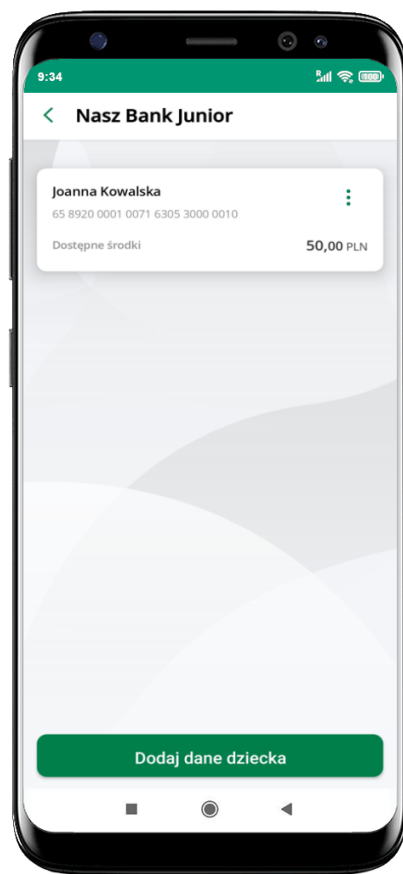 9:34
Nasz Bank Junior
Joanna Kowalska
65 8920 0001 0071 6305 3000 0010
Dostępne środki 50,00 PLN
Dodaj dane dziecka